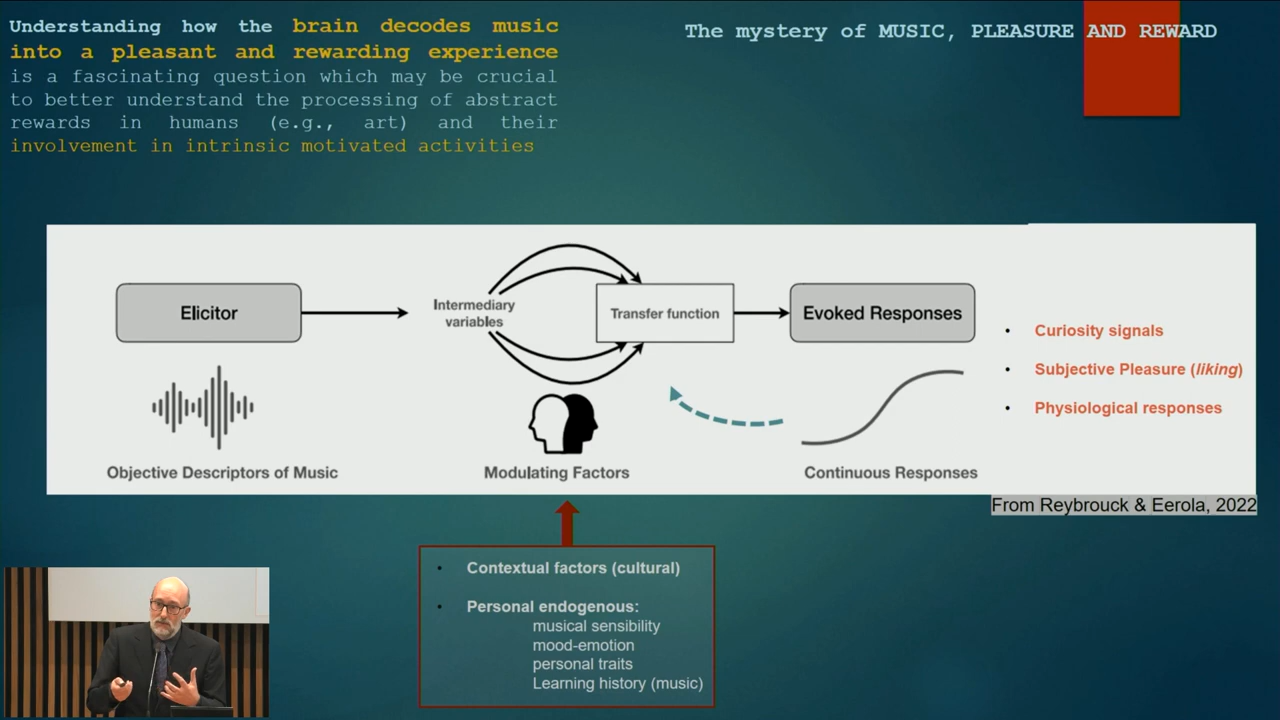 Understanding how the brain decodes music
into a pleasant and rewarding experience
is a fascinating question which may be crucial
to better understand the processing of abstract
rewards in humans (e.g., art) and their
involvement in intrinsic motivated activities
The mystery of MUSIC, PLEASURE AND REWARD
Elicitor
Intermediary
variables
Transfer function
Evoked Responses
• Curiosity signals
• Subjective Pleasure (liking)
• Physiological responses
Objective Descriptors of Music
Modulating Factors
Continuous Responses
From Reybrouck & Eerola, 2022
• Contextual factors (cultural)
• Personal endogenous:
musical sensibility
mood-emotion
personal traits
Learning history (music)